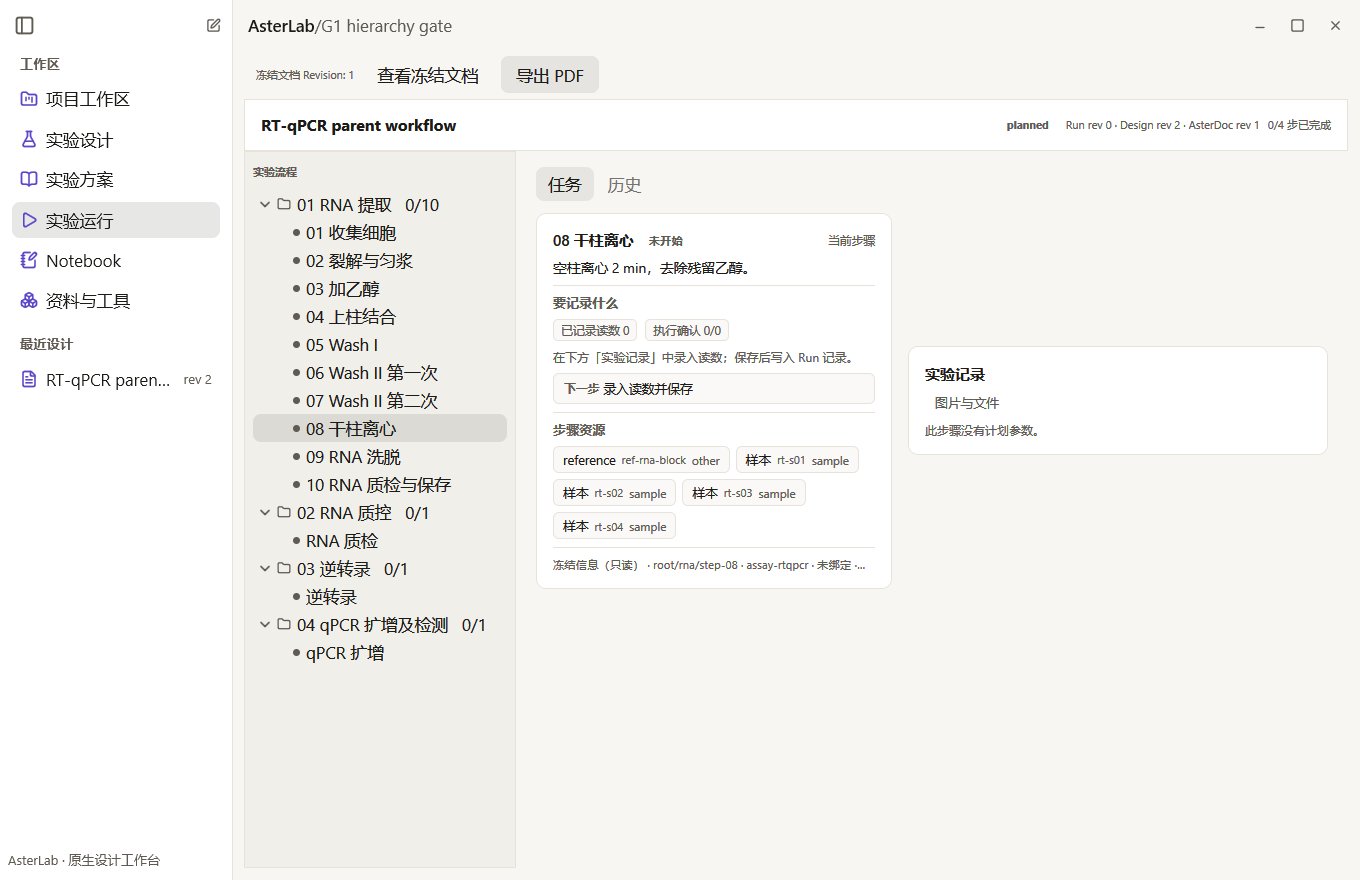 AsterLab/G1 hierarchy gate
工作区
项目工作区
实验设计
实验方案
实验运行
Notebook
资料与工具
最近设计
RT-qPCR paren... rev 2
AsterLab · 原生设计工作台
冻结文档 Revision: 1 查看冻结文档 导出 PDF
RT-qPCR parent workflow planned Run rev 0 · Design rev 2 · AsterDoc rev 1 0/4 步已完成
实验流程
01 RNA 提取 0/10
01 收集细胞
02 裂解与匀浆
03 加乙醇
04 上柱结合
05 Wash I
06 Wash II 第一次
07 Wash II 第二次
08 干柱离心
09 RNA 洗脱
10 RNA 质检与保存
02 RNA 质控 0/1
RNA 质检
03 逆转录 0/1
逆转录
04 qPCR 扩增及检测 0/1
qPCR 扩增
任务 历史
08 干柱离心 未开始 当前步骤
空柱离心 2 min，去除残留乙醇。
要记录什么
已记录读数 0 执行确认 0/0
在下方「实验记录」中录入读数；保存后写入 Run 记录。
下一步 录入读数并保存
步骤资源
reference ref-rna-block other 样本 rt-s01 sample
样本 rt-s02 sample 样本 rt-s03 sample
样本 rt-s04 sample
冻结信息（只读） · root/rna/step-08 · assay-rtqpcr · 未绑定 ·...
实验记录
图片与文件
此步骤没有计划参数。